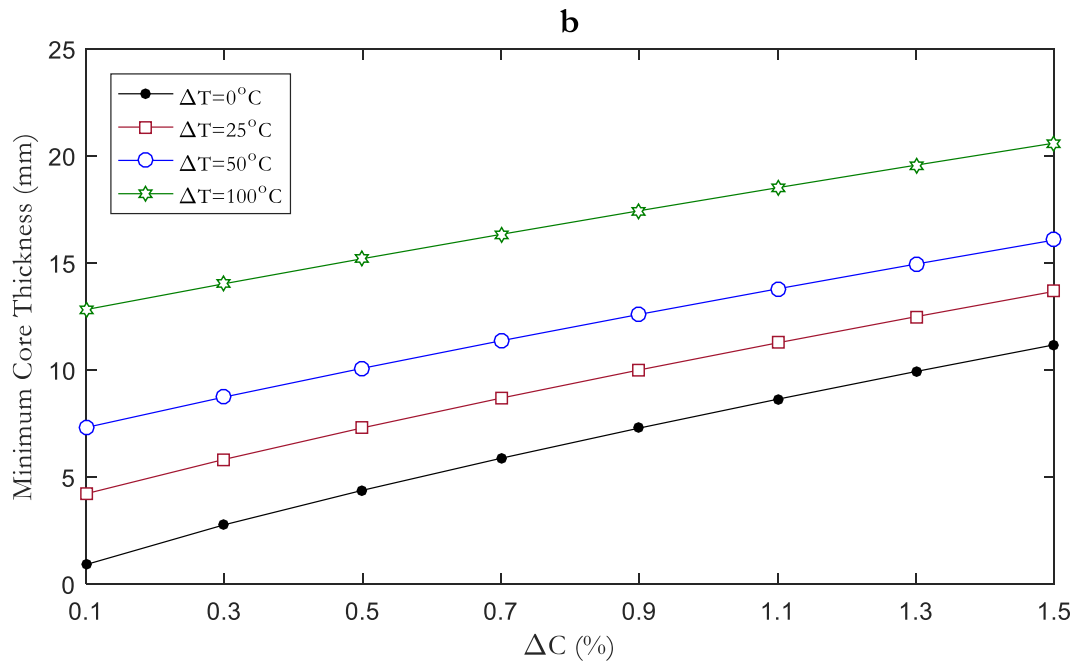 b
Minimum Core Thickness (mm)
25
20
15
10
5
0
ΔT=0°C
ΔT=25°C
ΔT=50°C
ΔT=100°C
0.1 0.3 0.5 0.7 0.9 1.1 1.3 1.5
ΔC (%)